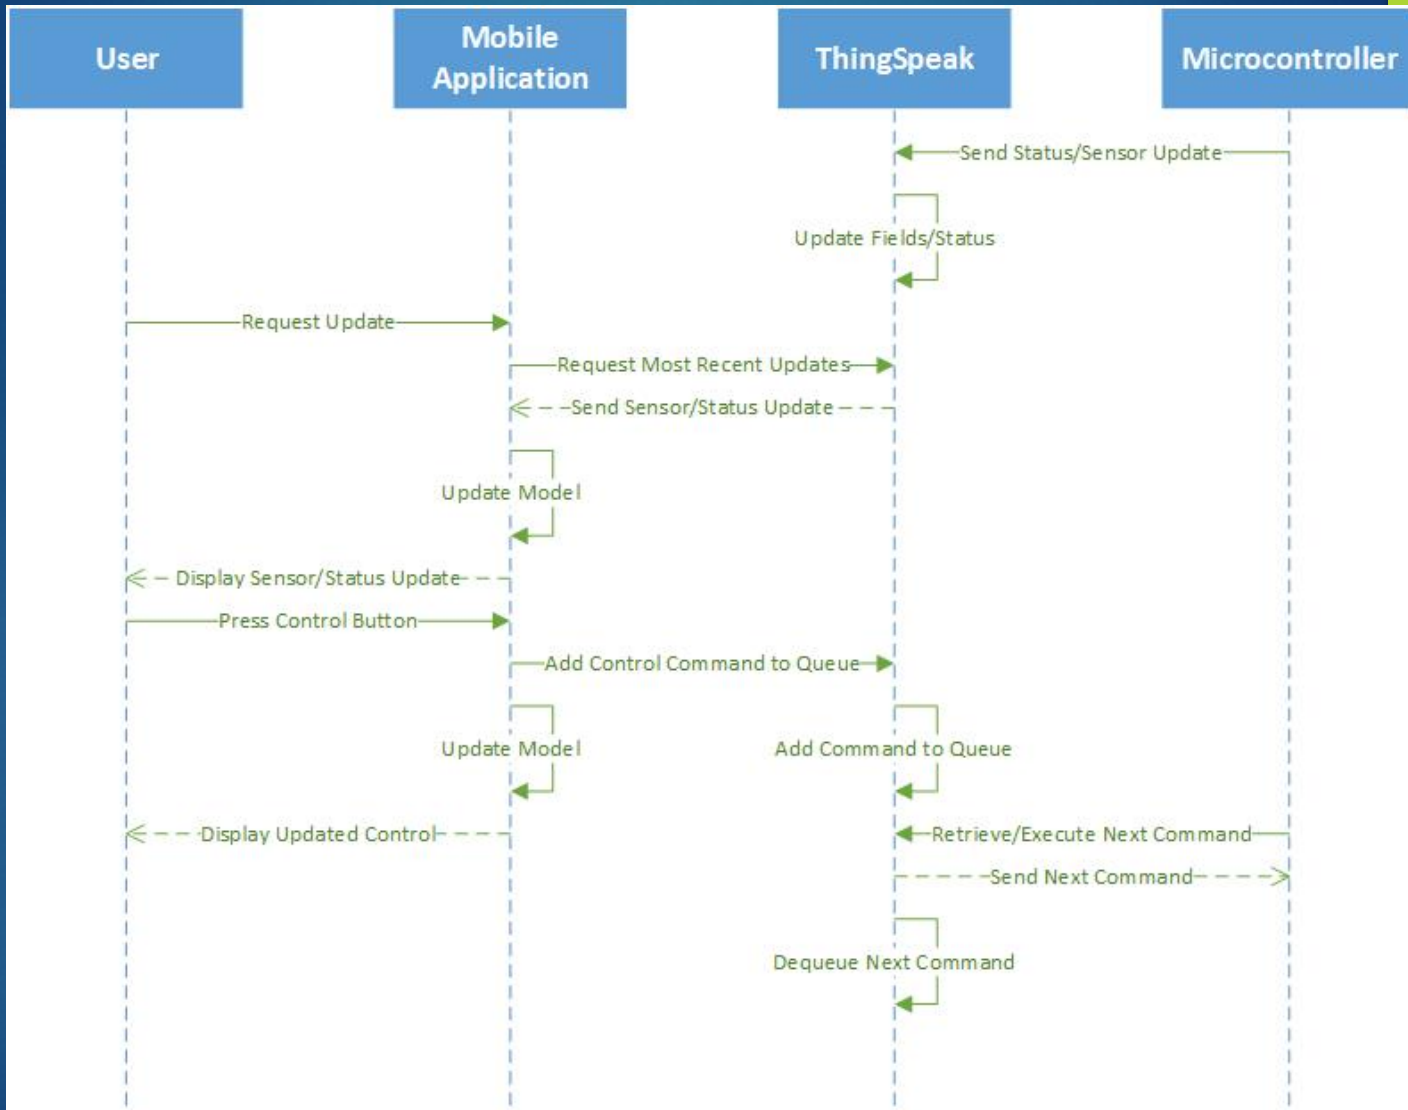 User
Mobile
Application
ThingSpeak
Microcontroller
Send Status/Sensor Update
Update Fields/Status
Request Update
Request Most Recent Updates
Send Sensor/Status Update
Update Model
Display Sensor/Status Update
Press Control Button
Add Control Command to Queue
Update Model
Add Command to Queue
Display Updated Control
Retrieve/Execute Next Command
Send Next Command
Dequeue Next Command